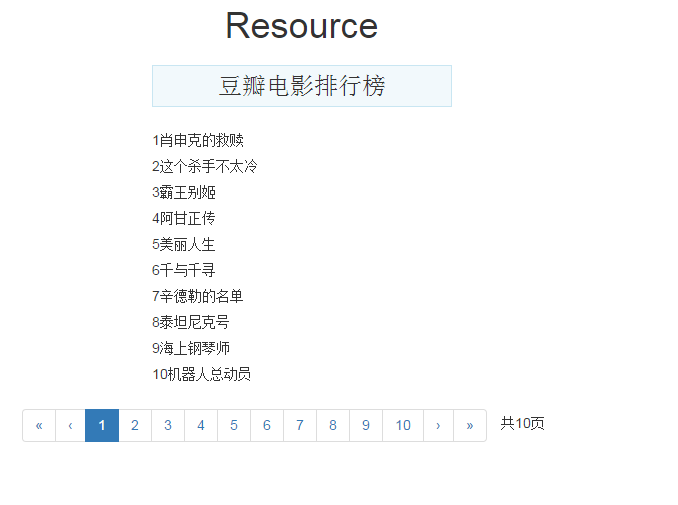 Resource
豆瓣电影排行榜
1肖申克的救赎
2这个杀手不太冷
3霸王别姬
4阿甘正传
5美丽人生
6千与千寻
7辛德勒的名单
8泰坦尼克号
9海上钢琴师
10机器人总动员
« ‹ 1 2 3 4 5 6 7 8 9 10 › » 共10页